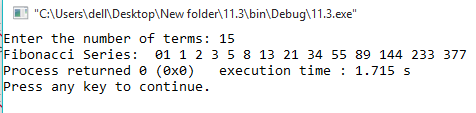 "C:\Users\dell\Desktop\New folder\11.3\bin\Debug\11.3.exe"
Enter the number of terms: 15
Fibonacci Series:  01 1 2 3 5 8 13 21 34 55 89 144 233 377
Process returned 0 (0x0)   execution time : 1.715 s
Press any key to continue.